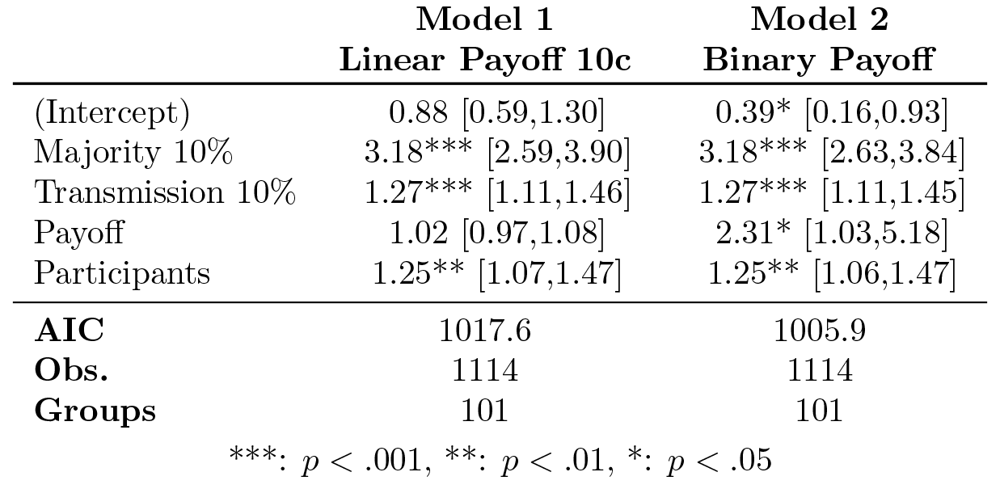 Model 1 Model 2
Linear Payoff 10c Binary Payoff
(Intercept) 0.88 [0.59,1.30] 0.39* [0.16,0.93]
Majority 10% 3.18*** [2.59,3.90] 3.18*** [2.63,3.84]
Transmission 10% 1.27*** [1.11,1.46] 1.27*** [1.11,1.45]
Payoff 1.02 [0.97,1.08] 2.31* [1.03,5.18]
Participants 1.25** [1.07,1.47] 1.25** [1.06,1.47]
AIC 1017.6 1005.9
Obs. 1114 1114
Groups 101 101
***: p < .001, **: p < .01, *: p < .05